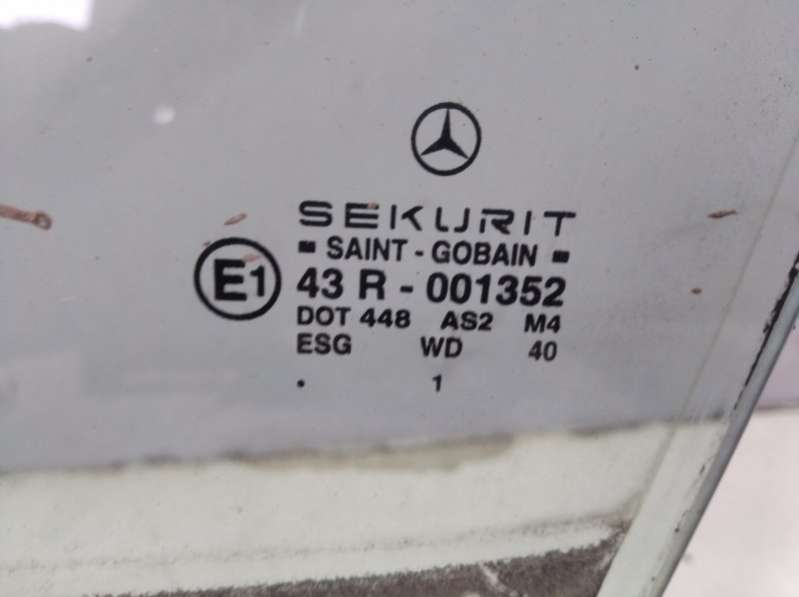 SEKURIT
SAINT - GOBAIN
E1 43 R - 001352
DOT 448 AS2 M4
ESG WD 40
. 1